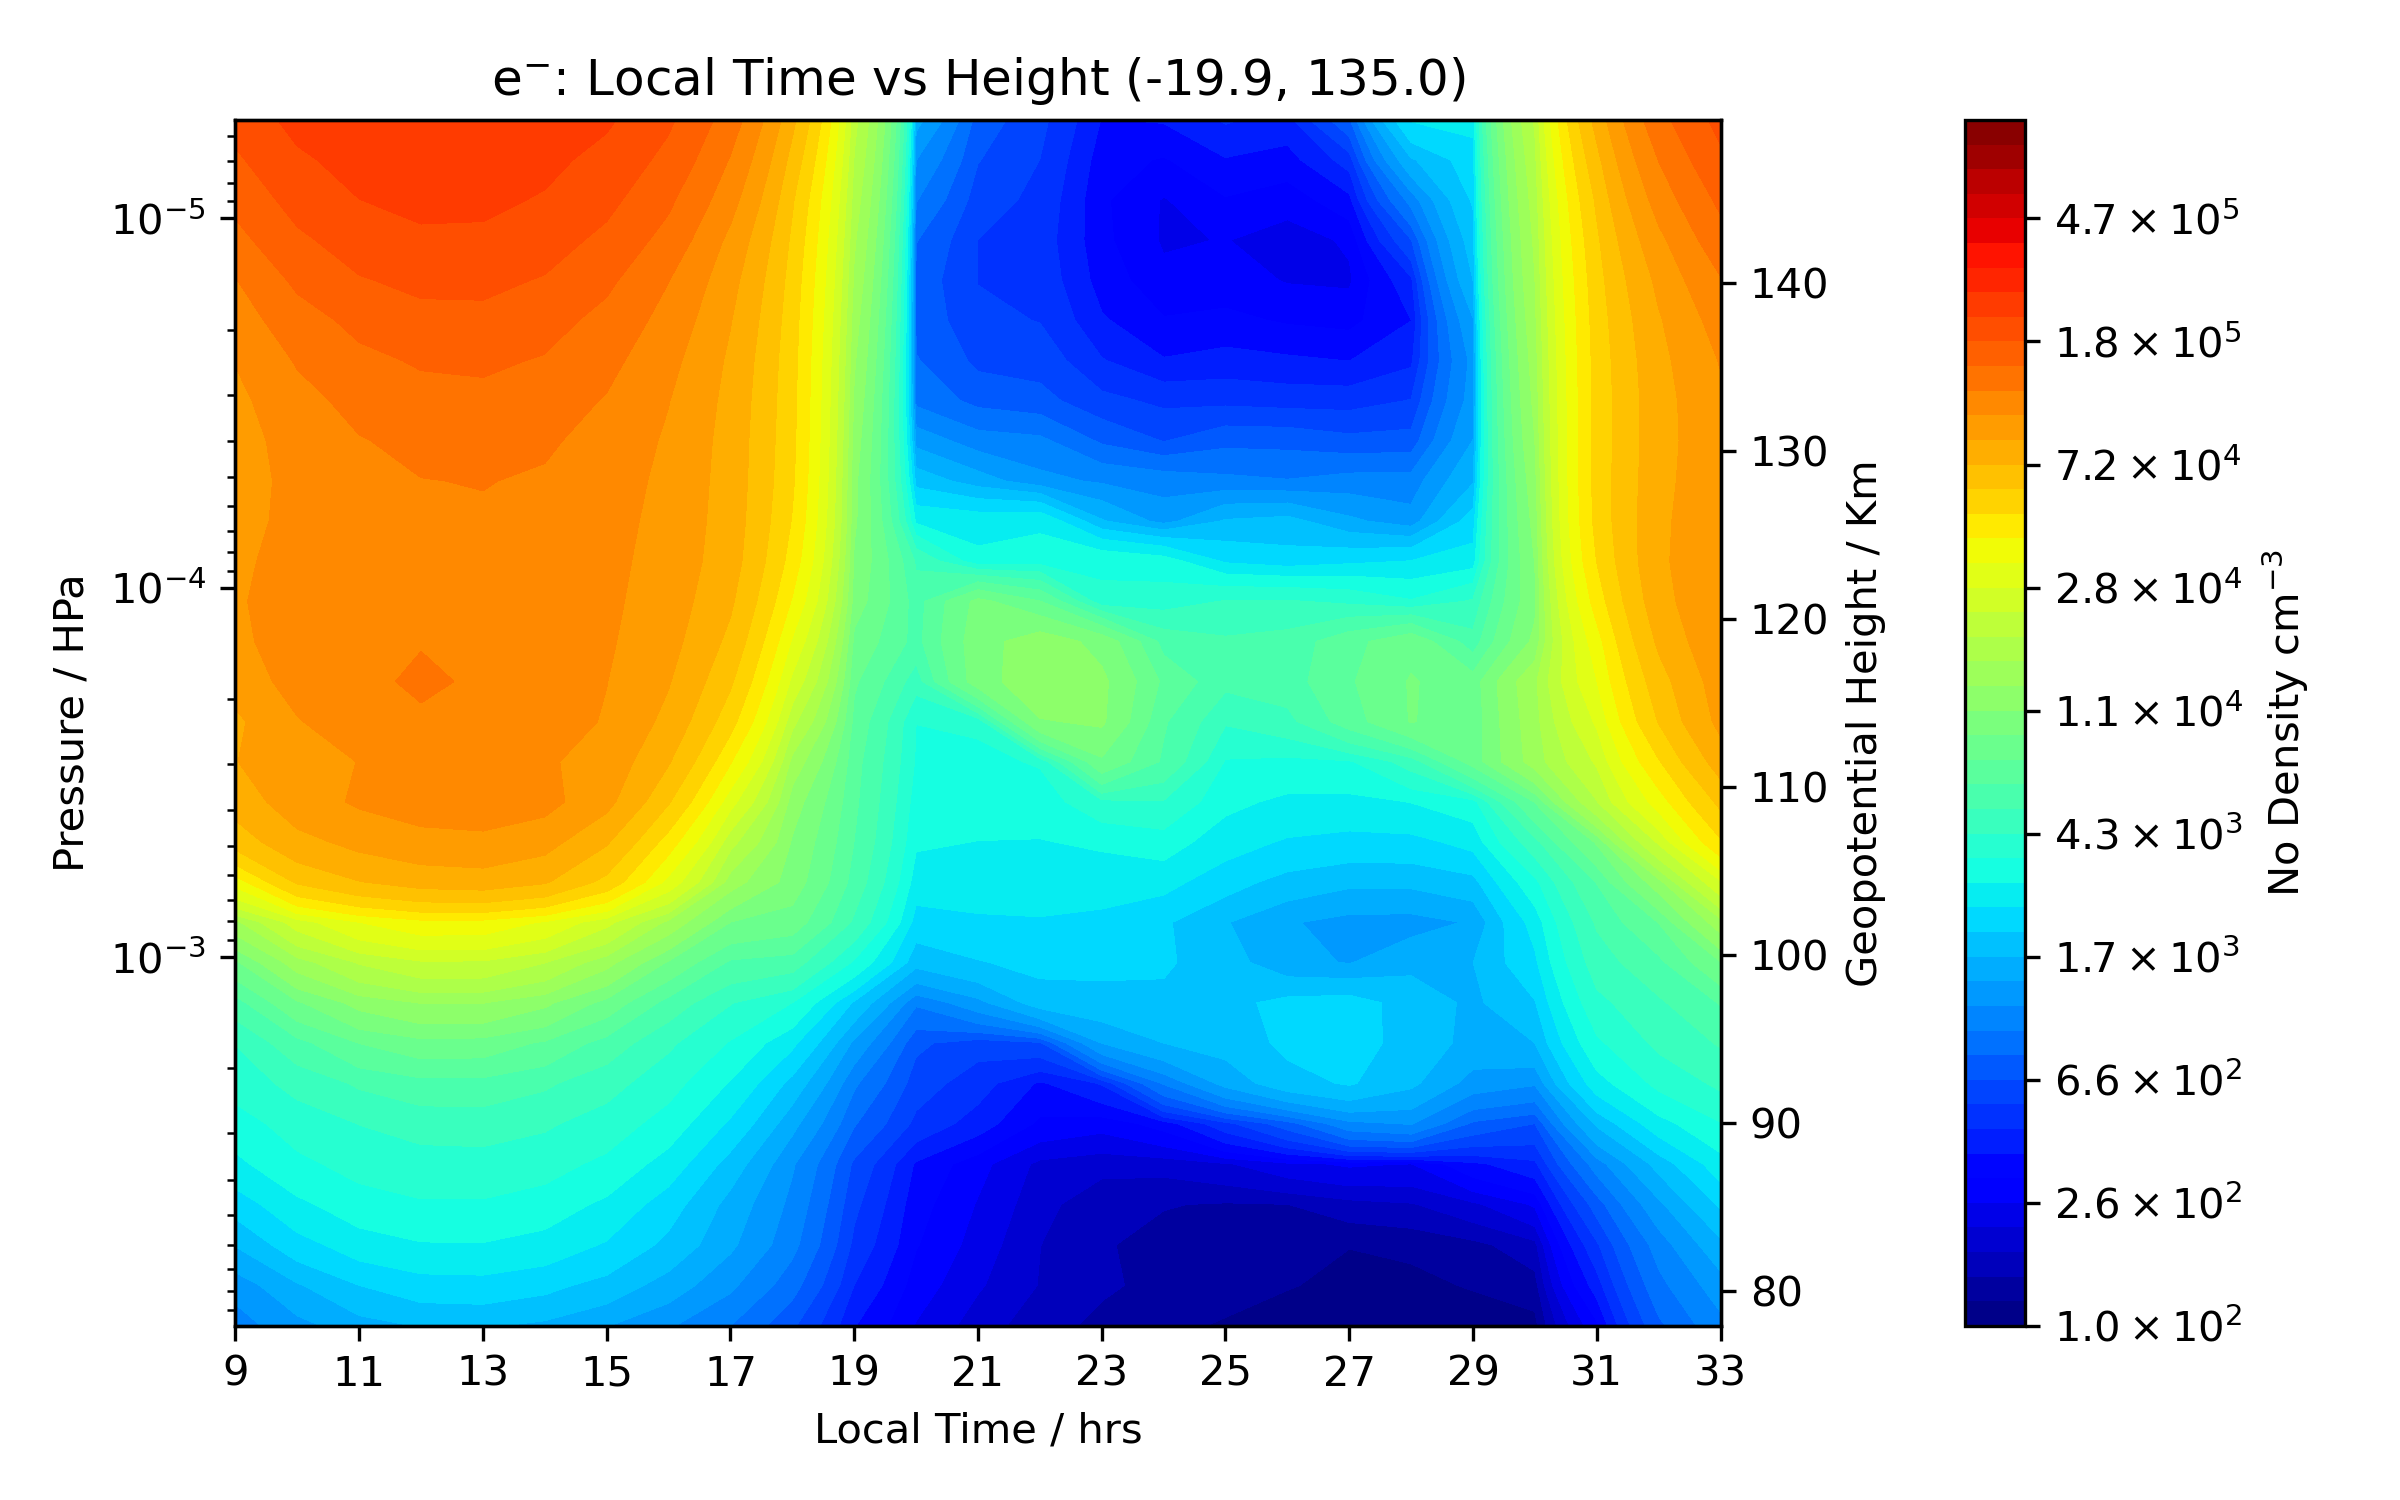 e⁻: Local Time vs Height (-19.9, 135.0)
Pressure / HPa
10⁻⁵
10⁻⁴
10⁻³
9 11 13 15 17 19 21 23 25 27 29 31 33
Local Time / hrs
140
130
120
110
100
90
80
Geopotential Height / Km
4.7 × 10⁵
1.8 × 10⁵
7.2 × 10⁴
2.8 × 10⁴
1.1 × 10⁴
4.3 × 10³
1.7 × 10³
6.6 × 10²
2.6 × 10²
1.0 × 10²
No Density cm⁻³